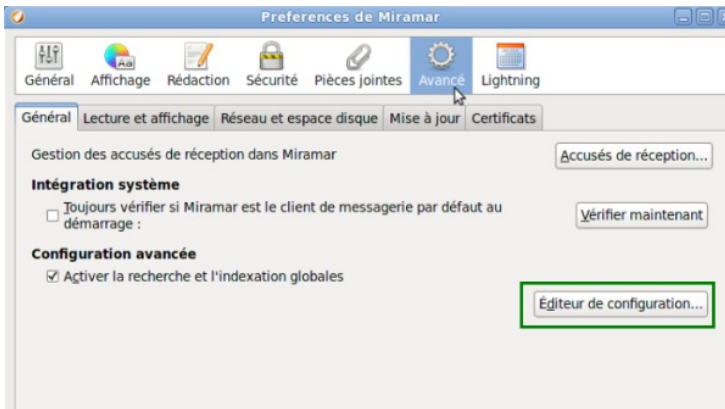 Preferences de Miramar
Général Affichage Rédaction Sécurité Pièces jointes Avancé Lightning
Général Lecture et affichage Réseau et espace disque Mise à jour Certificats
Gestion des accusés de réception dans Miramar Accusés de réception...
Intégration système
Toujours vérifier si Miramar est le client de messagerie par défaut au
démarrage : Vérifier maintenant
Configuration avancée
Activer la recherche et l'indexation globales
Éditeur de configuration...